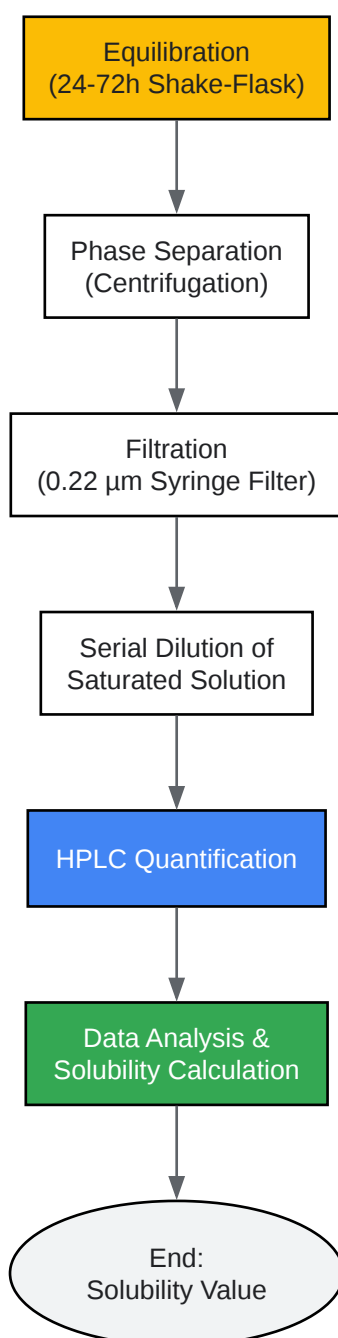 Equilibration
(24-72h Shake-Flask)
Phase Separation
(Centrifugation)
Filtration
(0.22 µm Syringe Filter)
Serial Dilution of
Saturated Solution
HPLC Quantification
Data Analysis &
Solubility Calculation
End:
Solubility Value